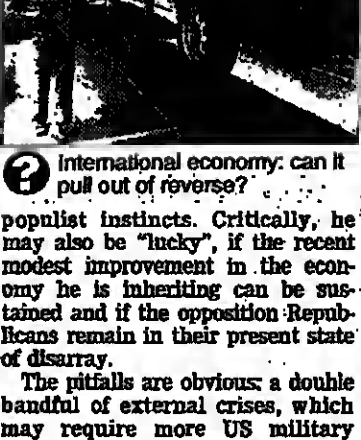 ? International economy: can it
pull out of reverse?
populist instincts. Critically, he
may also be "lucky", if the recent
modest improvement in the econ-
omy he is inheriting can be sus-
tained and if the opposition Repub-
licans remain in their present state
of disarray.
The pitfalls are obvious: a double
handful of external crises, which
may require more US military